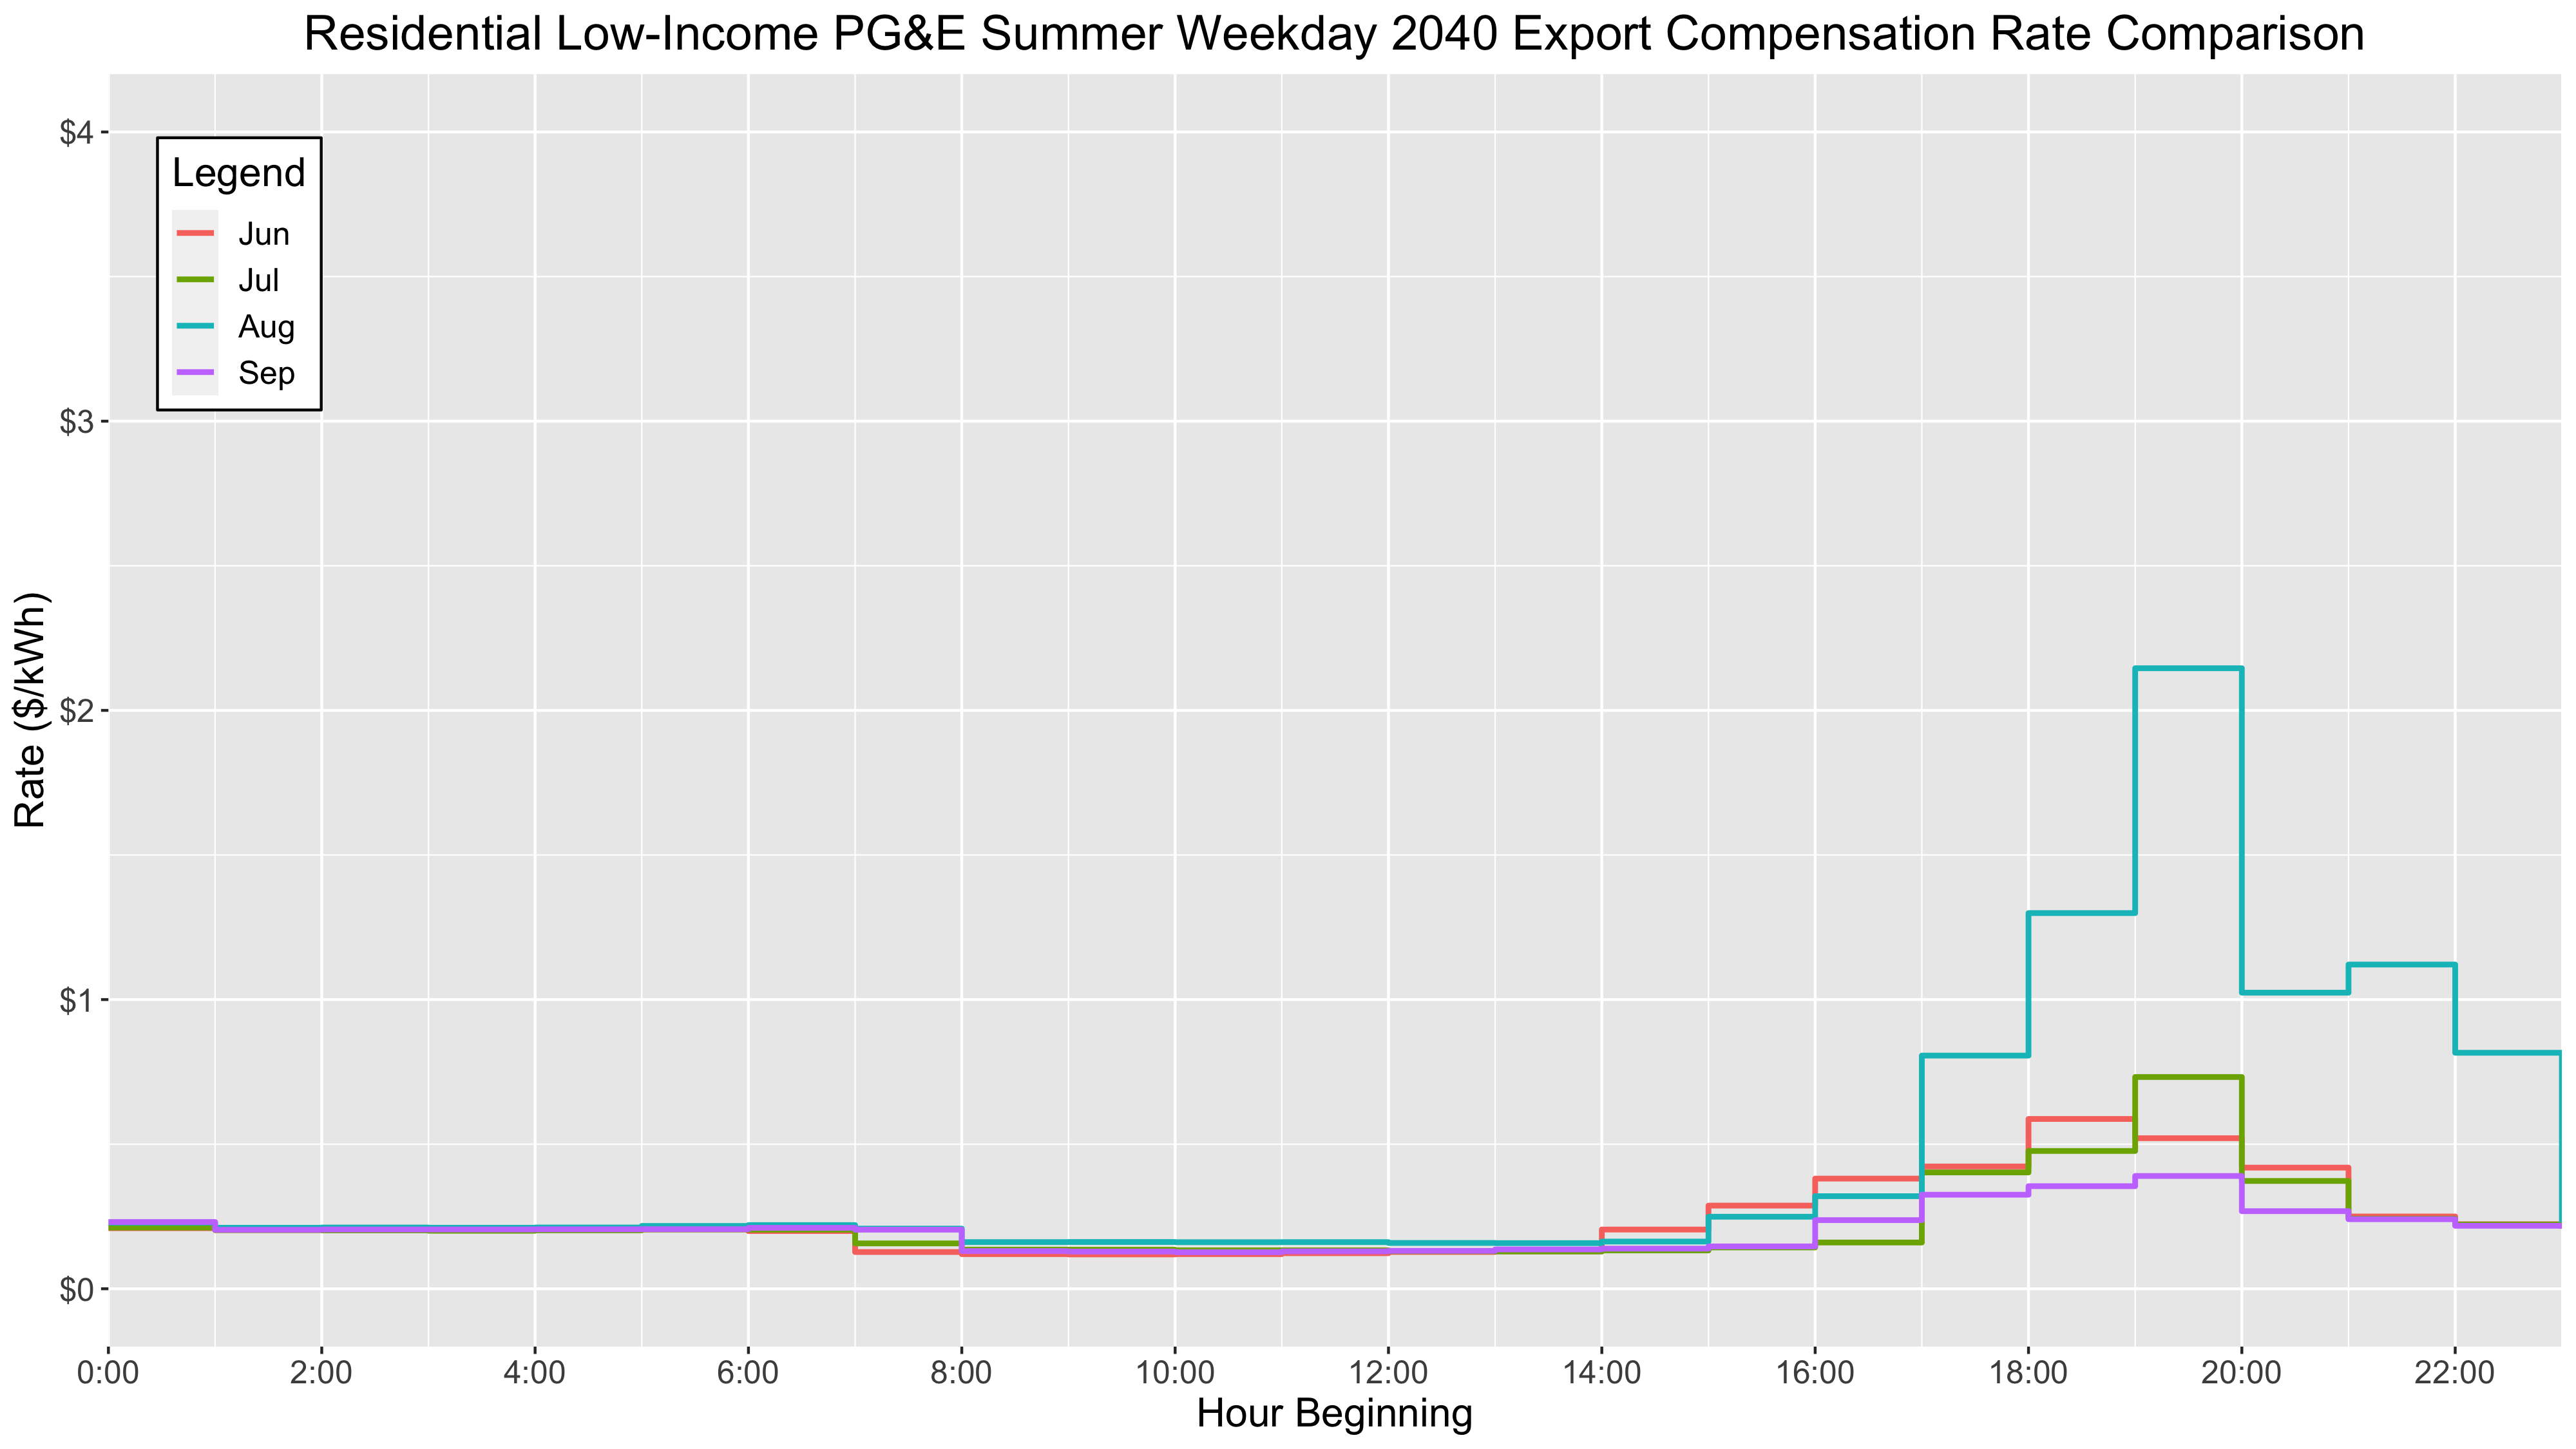 Residential Low-Income PG&E Summer Weekday 2040 Export Compensation Rate Comparison
$4
$3
$2
$1
$0
Rate ($/kWh)
Legend
Jun
Jul
Aug
Sep
0:00 2:00 4:00 6:00 8:00 10:00 12:00 14:00 16:00 18:00 20:00 22:00
Hour Beginning